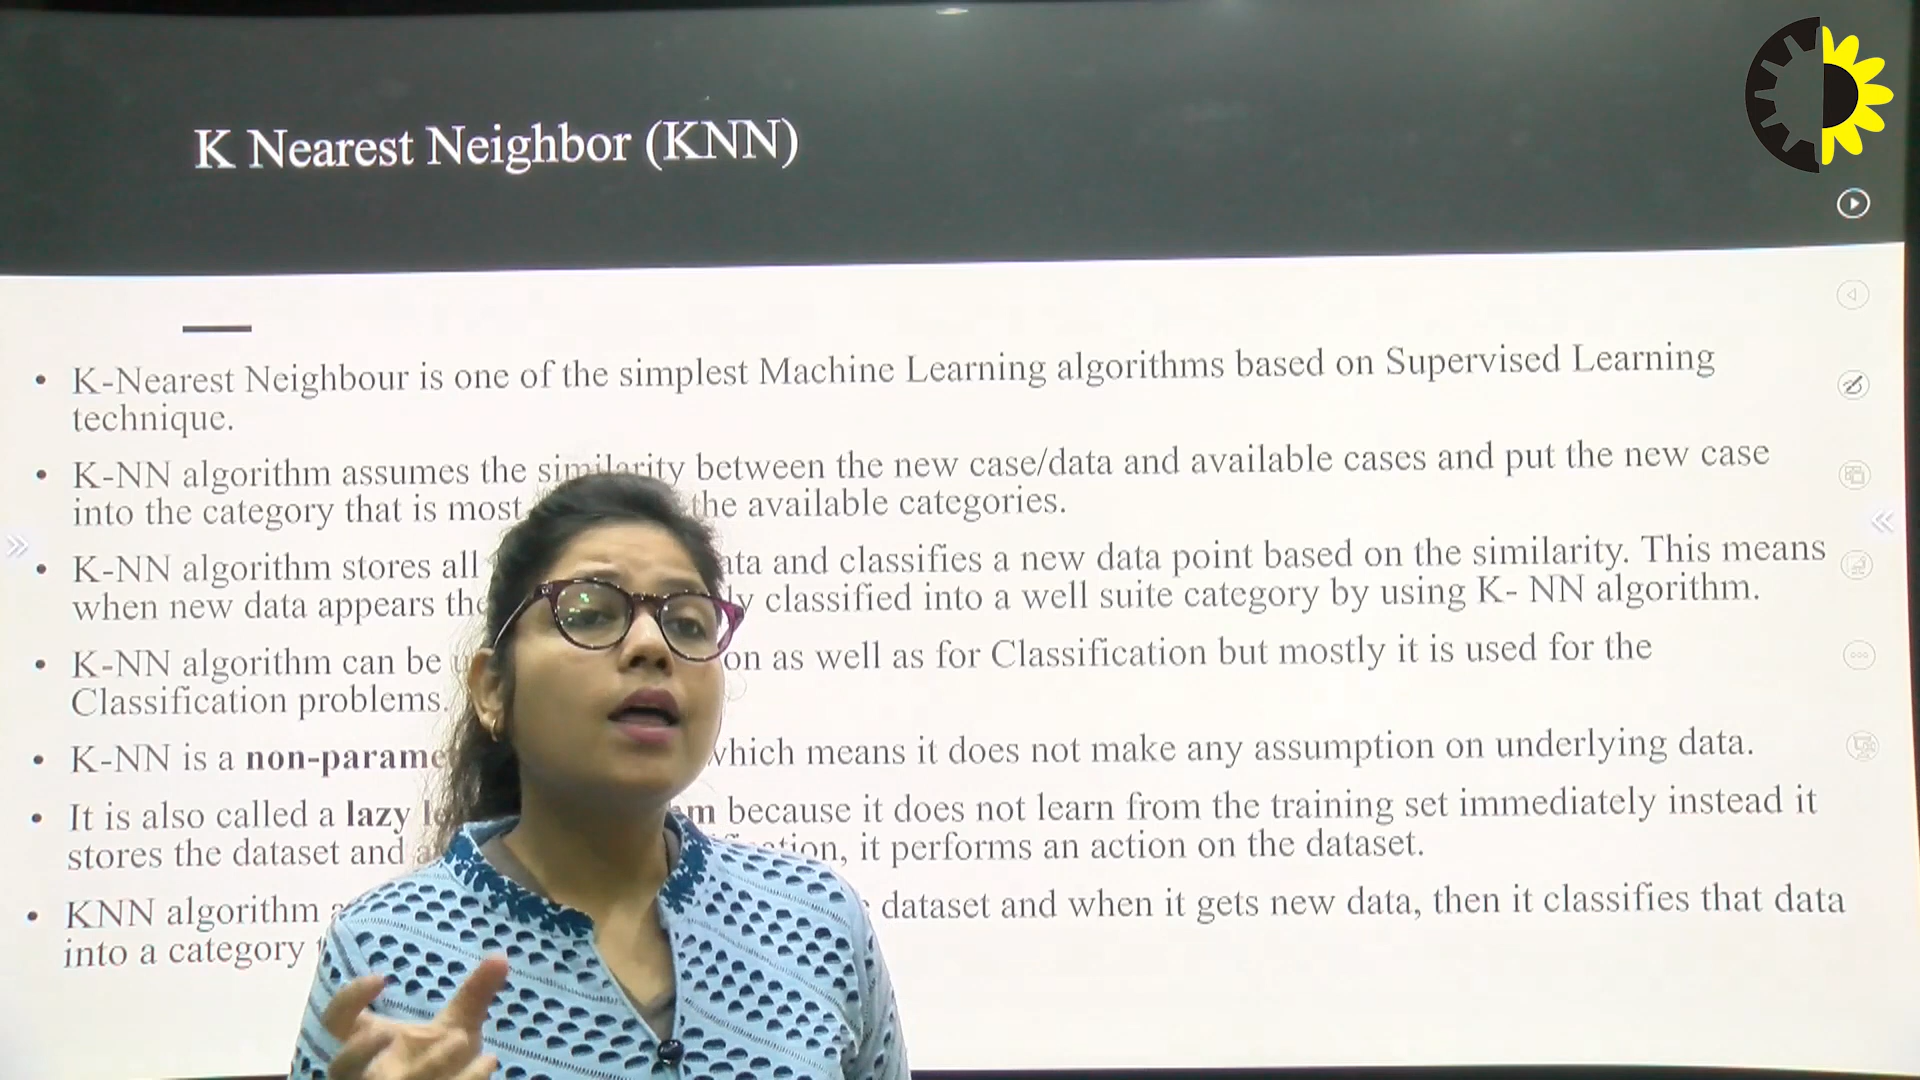 K Nearest Neighbor (KNN)
• K-Nearest Neighbour is one of the simplest Machine Learning algorithms based on Supervised Learning
technique.
• K-NN algorithm assumes the similarity between the new case/data and available cases and put the new case
into the category that is most the available categories.
• K-NN algorithm stores all and classifies a new data point based on the similarity. This means
when new data appears classified into a well suite category by using K- NN algorithm.
• K-NN algorithm can be as well as for Classification but mostly it is used for the
Classification problems.
• K-NN is a which means it does not make any assumption on underlying data.
• It is also called a lazy because it does not learn from the training set immediately instead it
stores the dataset and it performs an action on the dataset.
• KNN algorithm dataset and when it gets new data, then it classifies that data
into a category